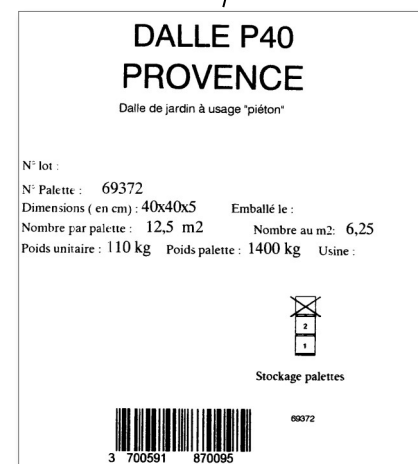 DALLE P40
PROVENCE
Dalle de jardin à usage "piéton"
N° lot :
N° Palette : 69372
Dimensions ( en cm) : 40x40x5 Emballé le :
Nombre par palette : 12,5 m2 Nombre au m2: 6,25
Poids unitaire : 110 kg Poids palette : 1400 kg Usine :
2
1
Stockage palettes
69372
3 700591 870095